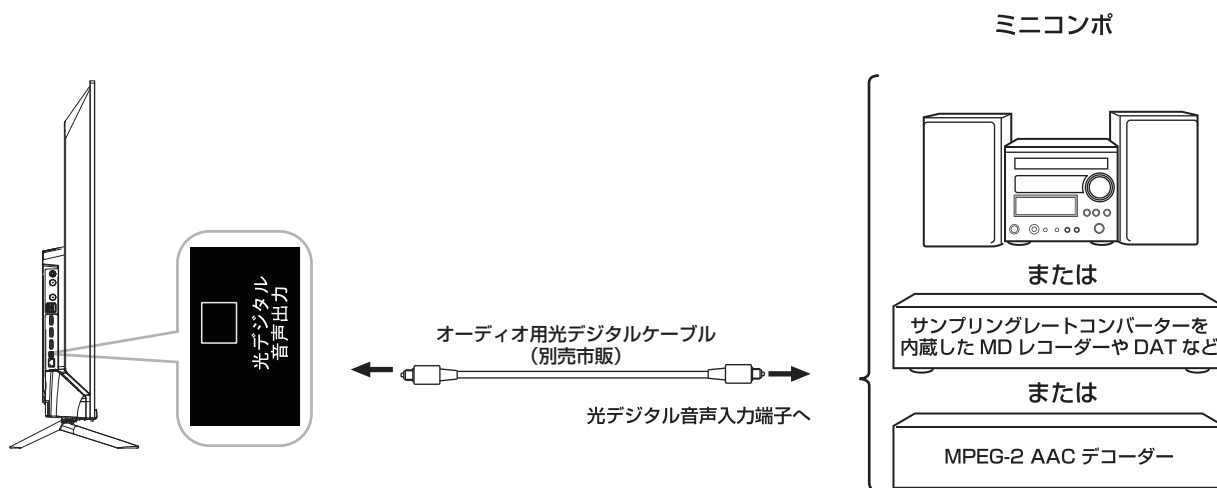 ミニコンポ
光デジタル
音声出力
オーディオ用光デジタルケーブル
（別売市販）
光デジタル音声入力端子へ
または
サンプリングレートコンバーターを
内蔵した MD レコーダーや DAT など
または
MPEG-2 AAC デコーダー